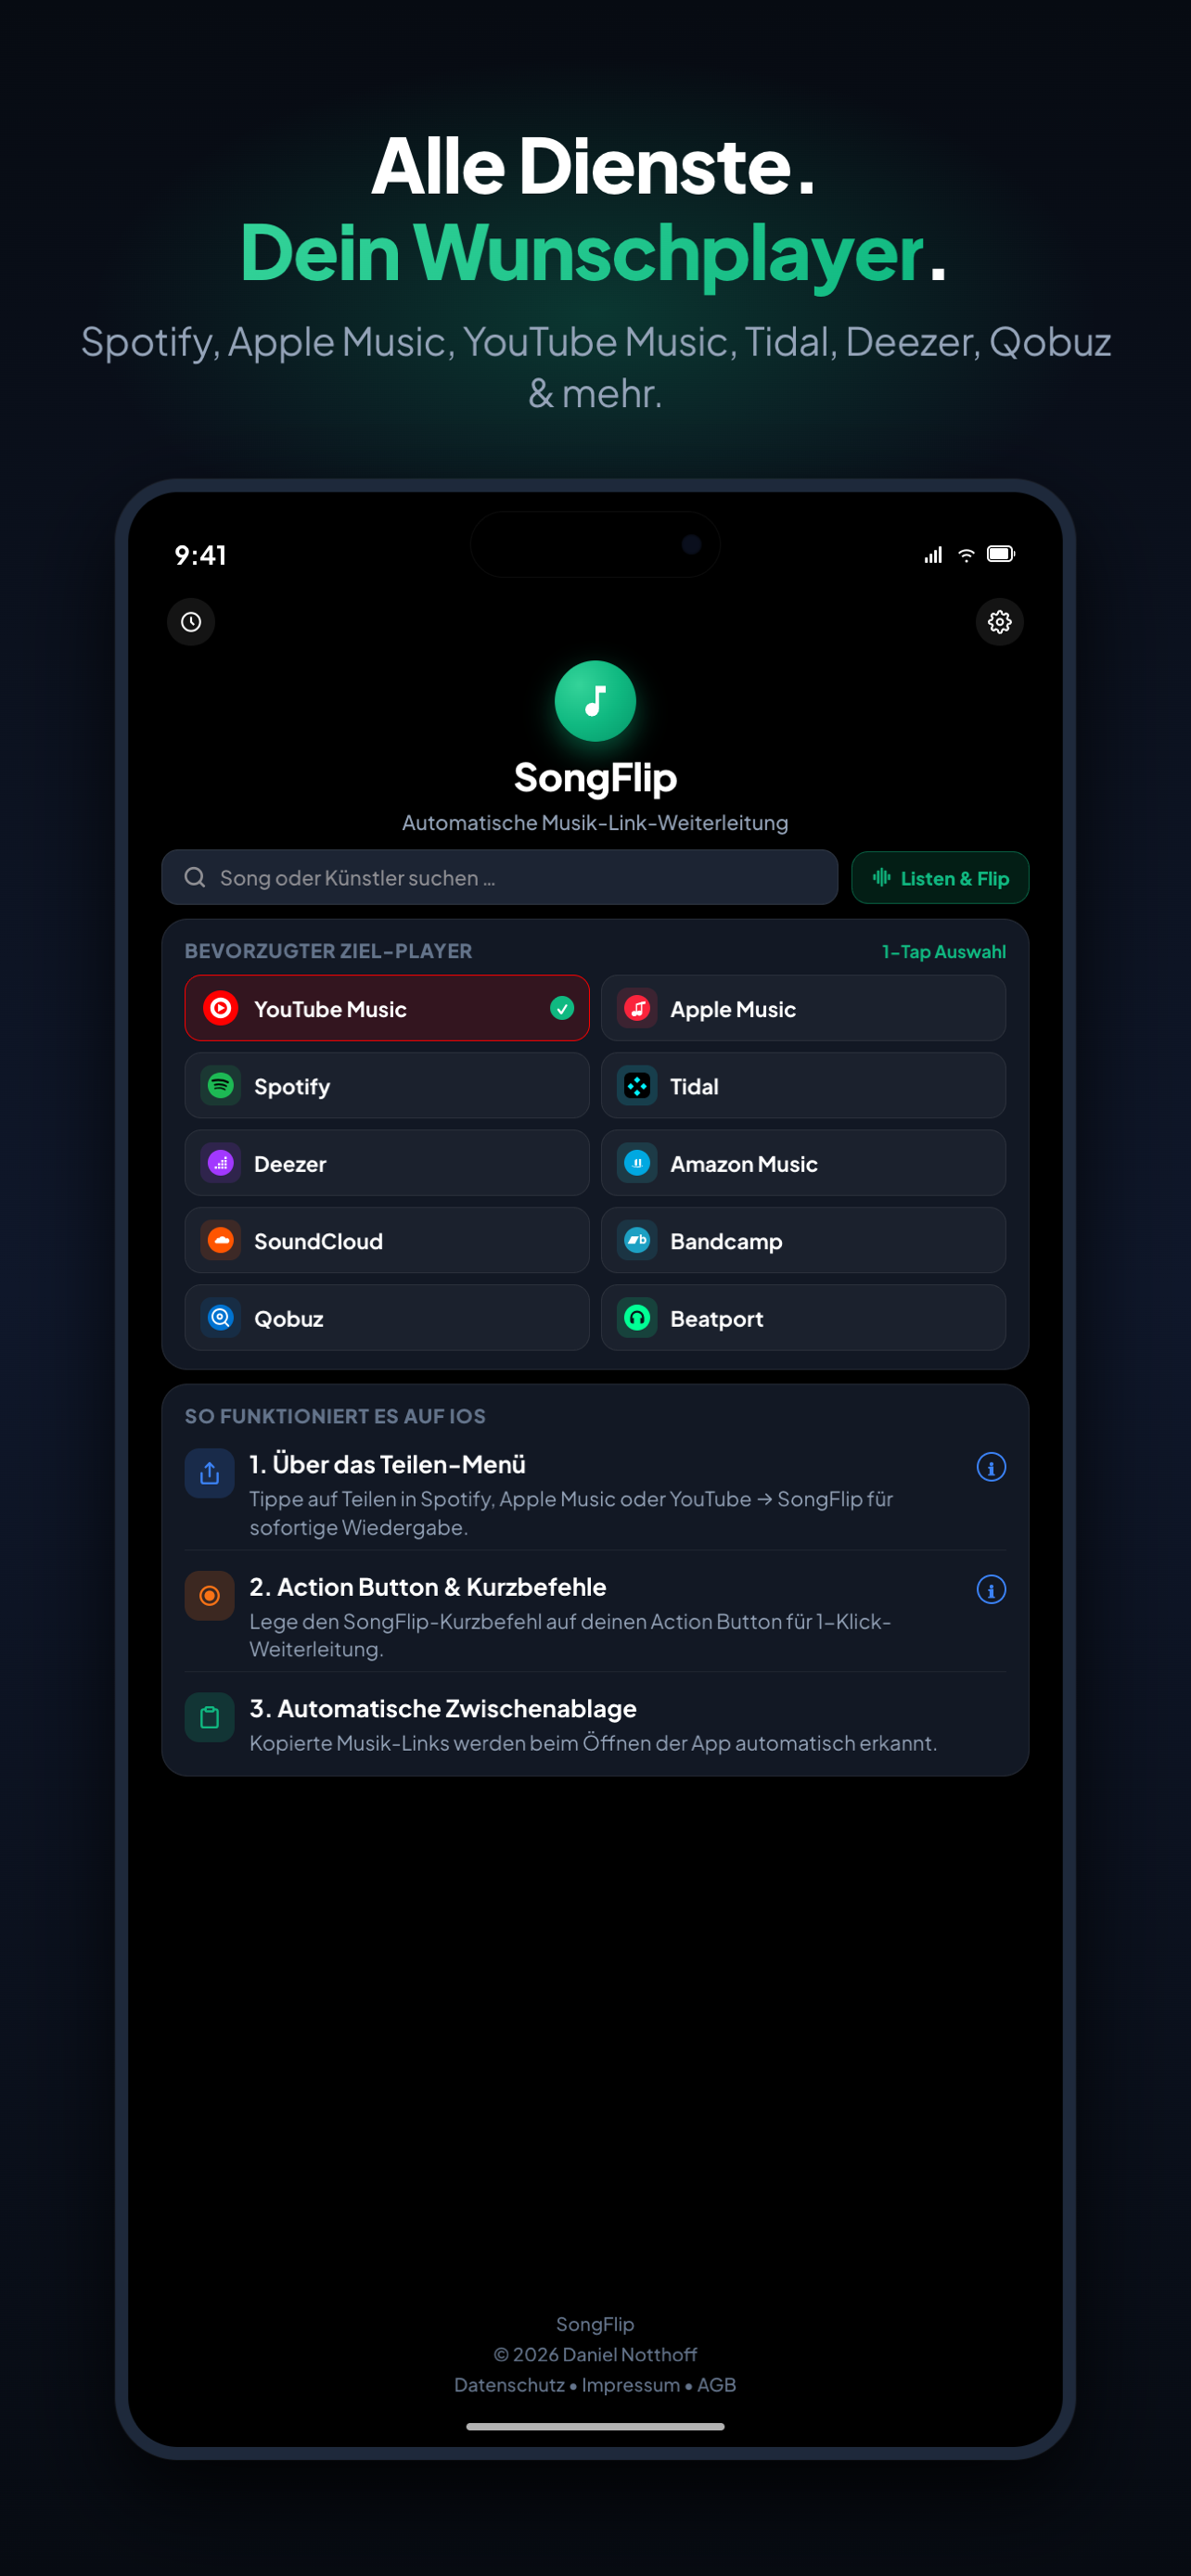 Alle Dienste.
Dein Wunschplayer.
Spotify, Apple Music, YouTube Music, Tidal, Deezer, Qobuz
& mehr.
9:41
SongFlip
Automatische Musik-Link-Weiterleitung
Song oder Künstler suchen ...
Listen & Flip
BEVORZUGTER ZIEL-PLAYER
1-Tap Auswahl
YouTube Music
Apple Music
Spotify
Tidal
Deezer
Amazon Music
SoundCloud
Bandcamp
Qobuz
Beatport
SO FUNKTIONIERT ES AUF IOS
1. Über das Teilen-Menü
Tippe auf Teilen in Spotify, Apple Music oder YouTube → SongFlip für
sofortige Wiedergabe.
2. Action Button & Kurzbefehle
Lege den SongFlip-Kurzbefehl auf deinen Action Button für 1-Klick-
Weiterleitung.
3. Automatische Zwischenablage
Kopierte Musik-Links werden beim Öffnen der App automatisch erkannt.
SongFlip
© 2026 Daniel Notthoff
Datenschutz • Impressum • AGB